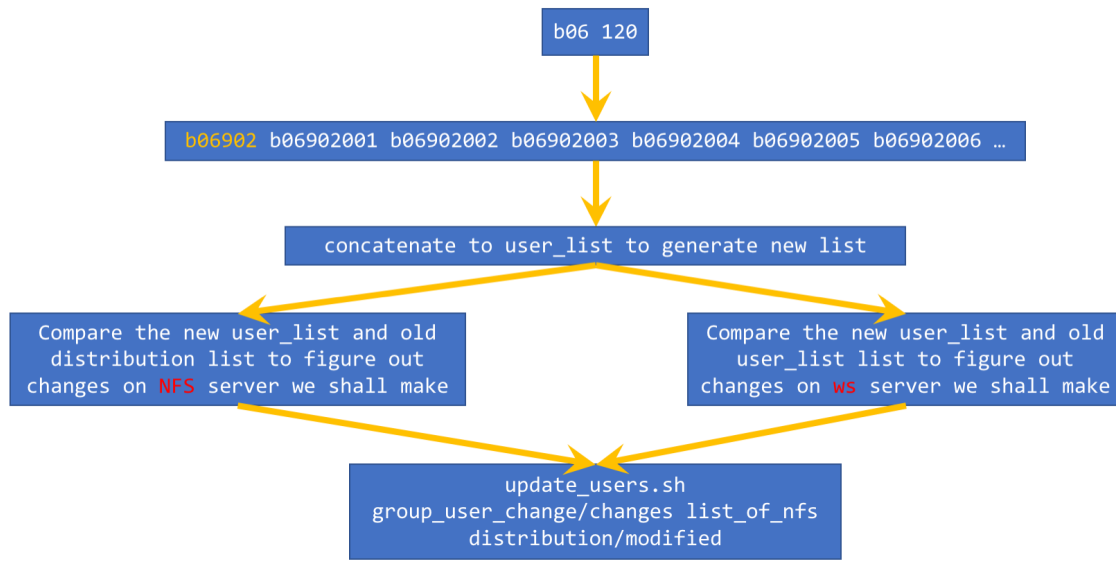 b06 120
b06902 b06902001 b06902002 b06902003 b06902004 b06902005 b06902006 …
concatenate to user_list to generate new list
Compare the new user_list and old
distribution list to figure out
changes on NFS server we shall make
Compare the new user_list and old
user_list list to figure out
changes on ws server we shall make
update_users.sh
group_user_change/changes list_of_nfs
distribution/modified